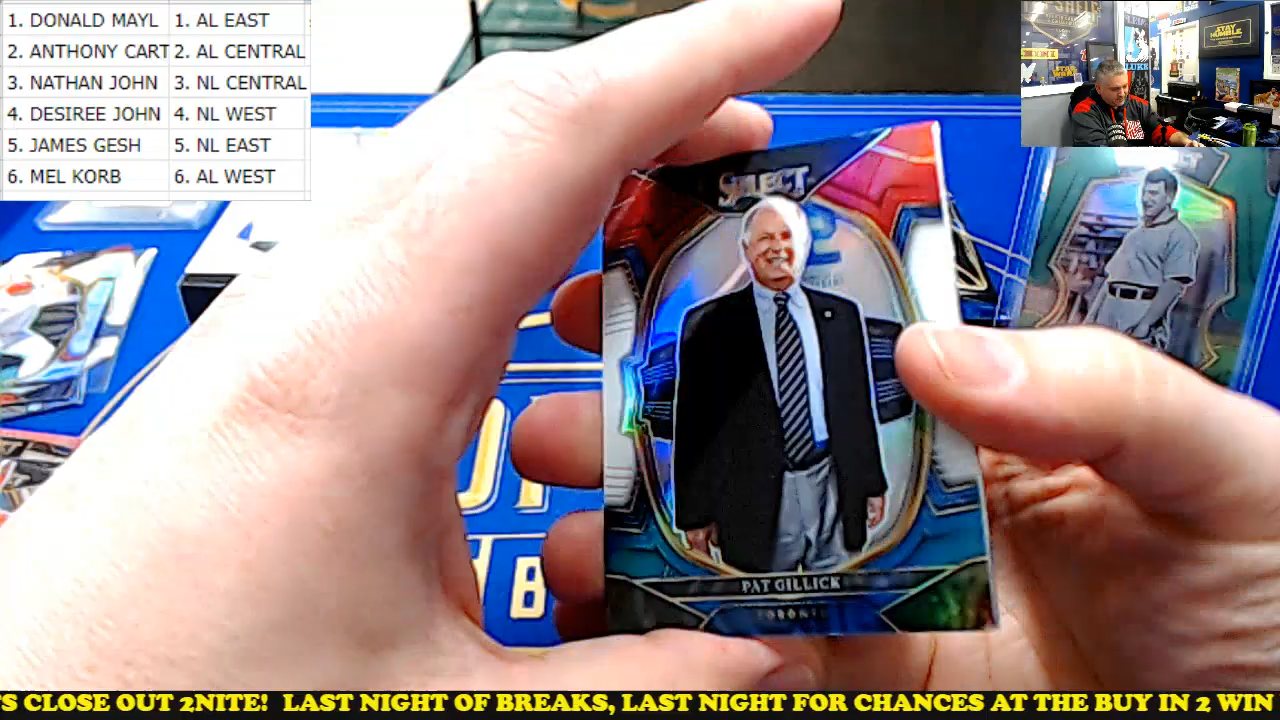 1. DONALD MAYL 1. AL EAST
2. ANTHONY CART 2. AL CENTRAL
3. NATHAN JOHN 3. NL CENTRAL
4. DESIREE JOHN 4. NL WEST
5. JAMES GESH 5. NL EAST
6. MEL KORB 6. AL WEST
STAY
HUMBLE
LUKE
SELECT
PAT GILLICK
TORONTO
S CLOSE OUT 2NITE! LAST NIGHT OF BREAKS, LAST NIGHT FOR CHANCES AT THE BUY IN 2 WIN